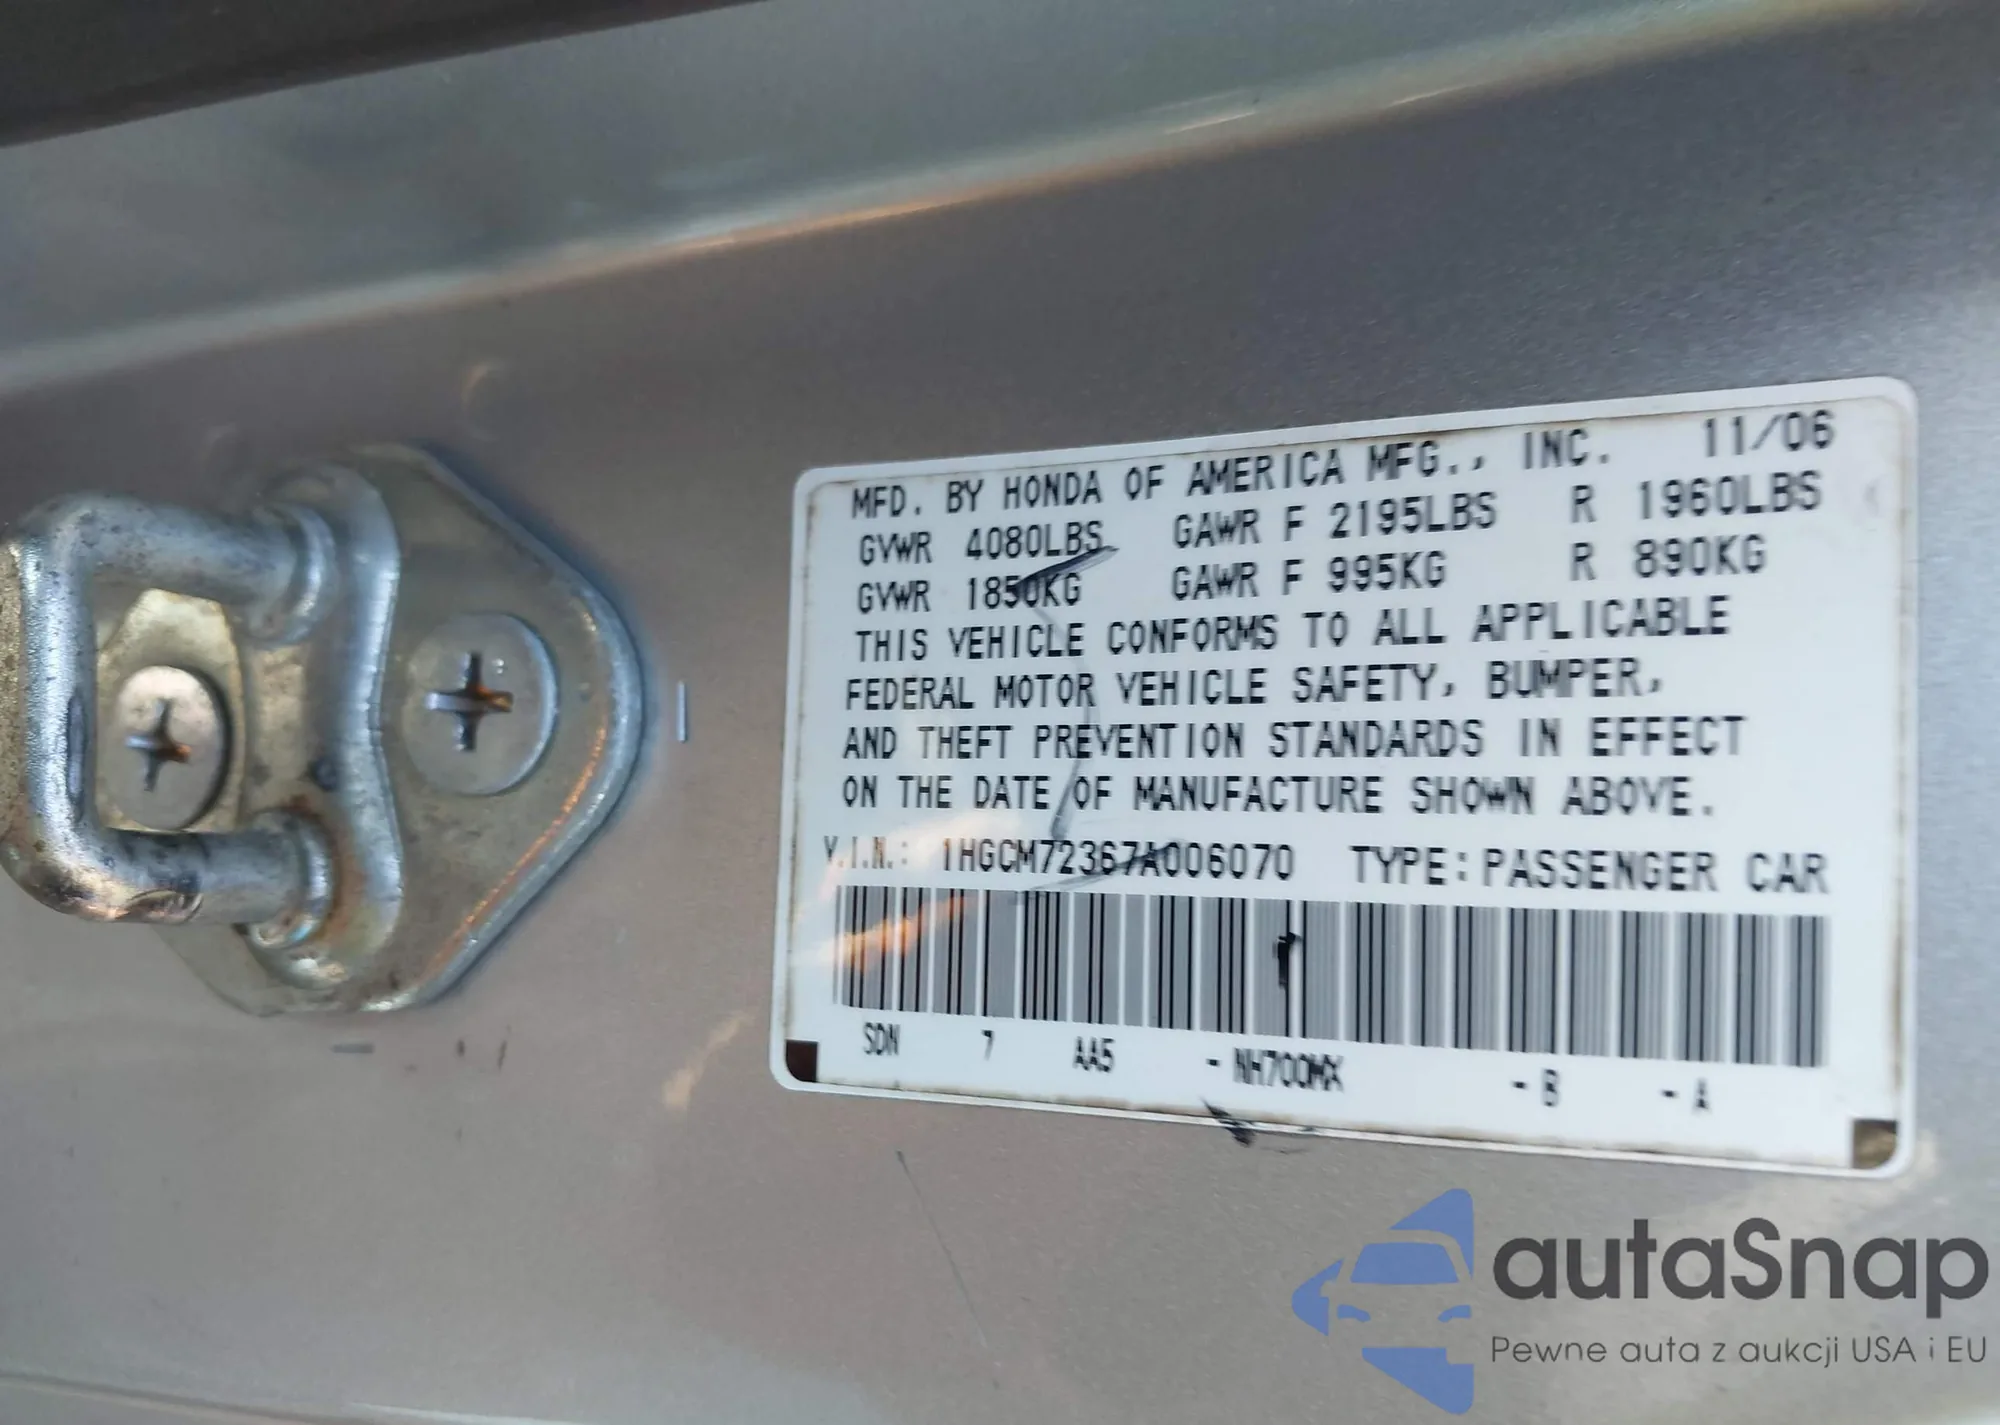 MFD. BY HONDA OF AMERICA MFG., INC. 11/06
GVWR 4080LBS GAWR F 2195LBS R 1960LBS
GVWR 1850KG GAWR F 995KG R 890KG
THIS VEHICLE CONFORMS TO ALL APPLICABLE
FEDERAL MOTOR VEHICLE SAFETY, BUMPER,
AND THEFT PREVENTION STANDARDS IN EFFECT
ON THE DATE OF MANUFACTURE SHOWN ABOVE.
V.I.N.: 1HGCM72367A006070 TYPE: PASSENGER CAR
SDN 7 AA5 - NH700MX - B - A
autaSnap
Pewne auta z aukcji USA i EU